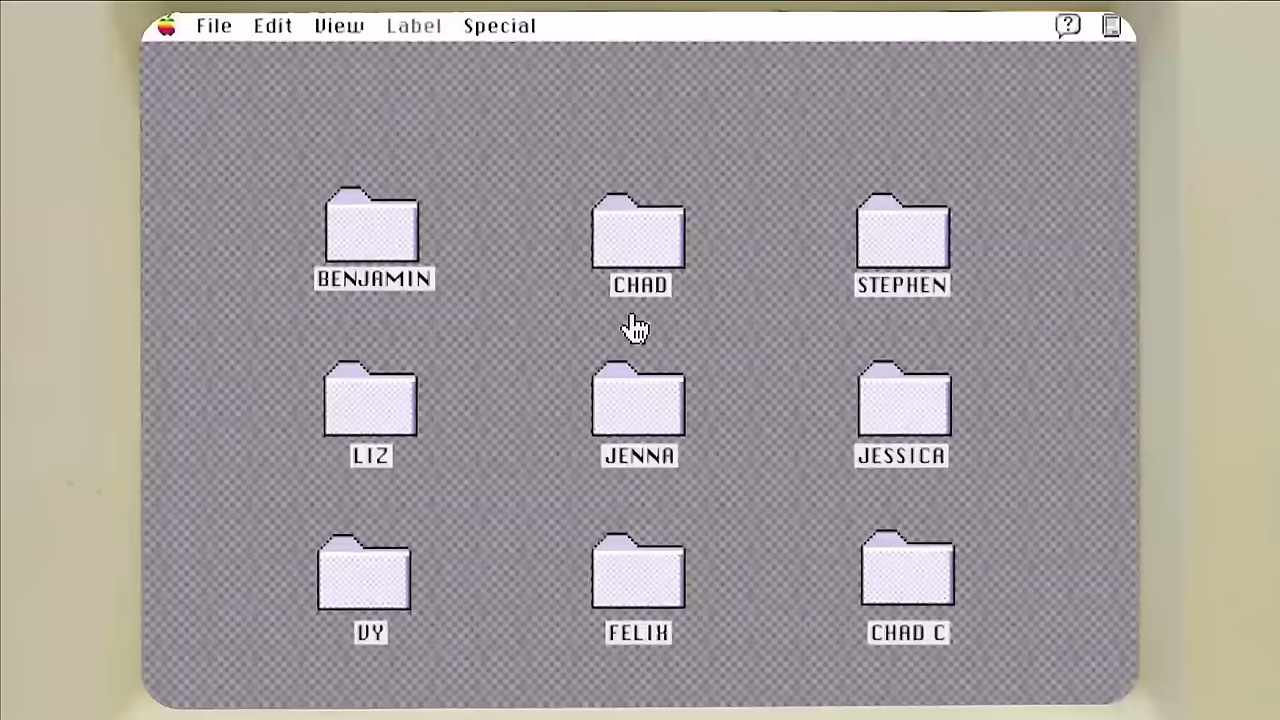 File Edit View Label Special
BENJAMIN CHAD STEPHEN
LIZ JENNA JESSICA
VY FELIX CHAD C